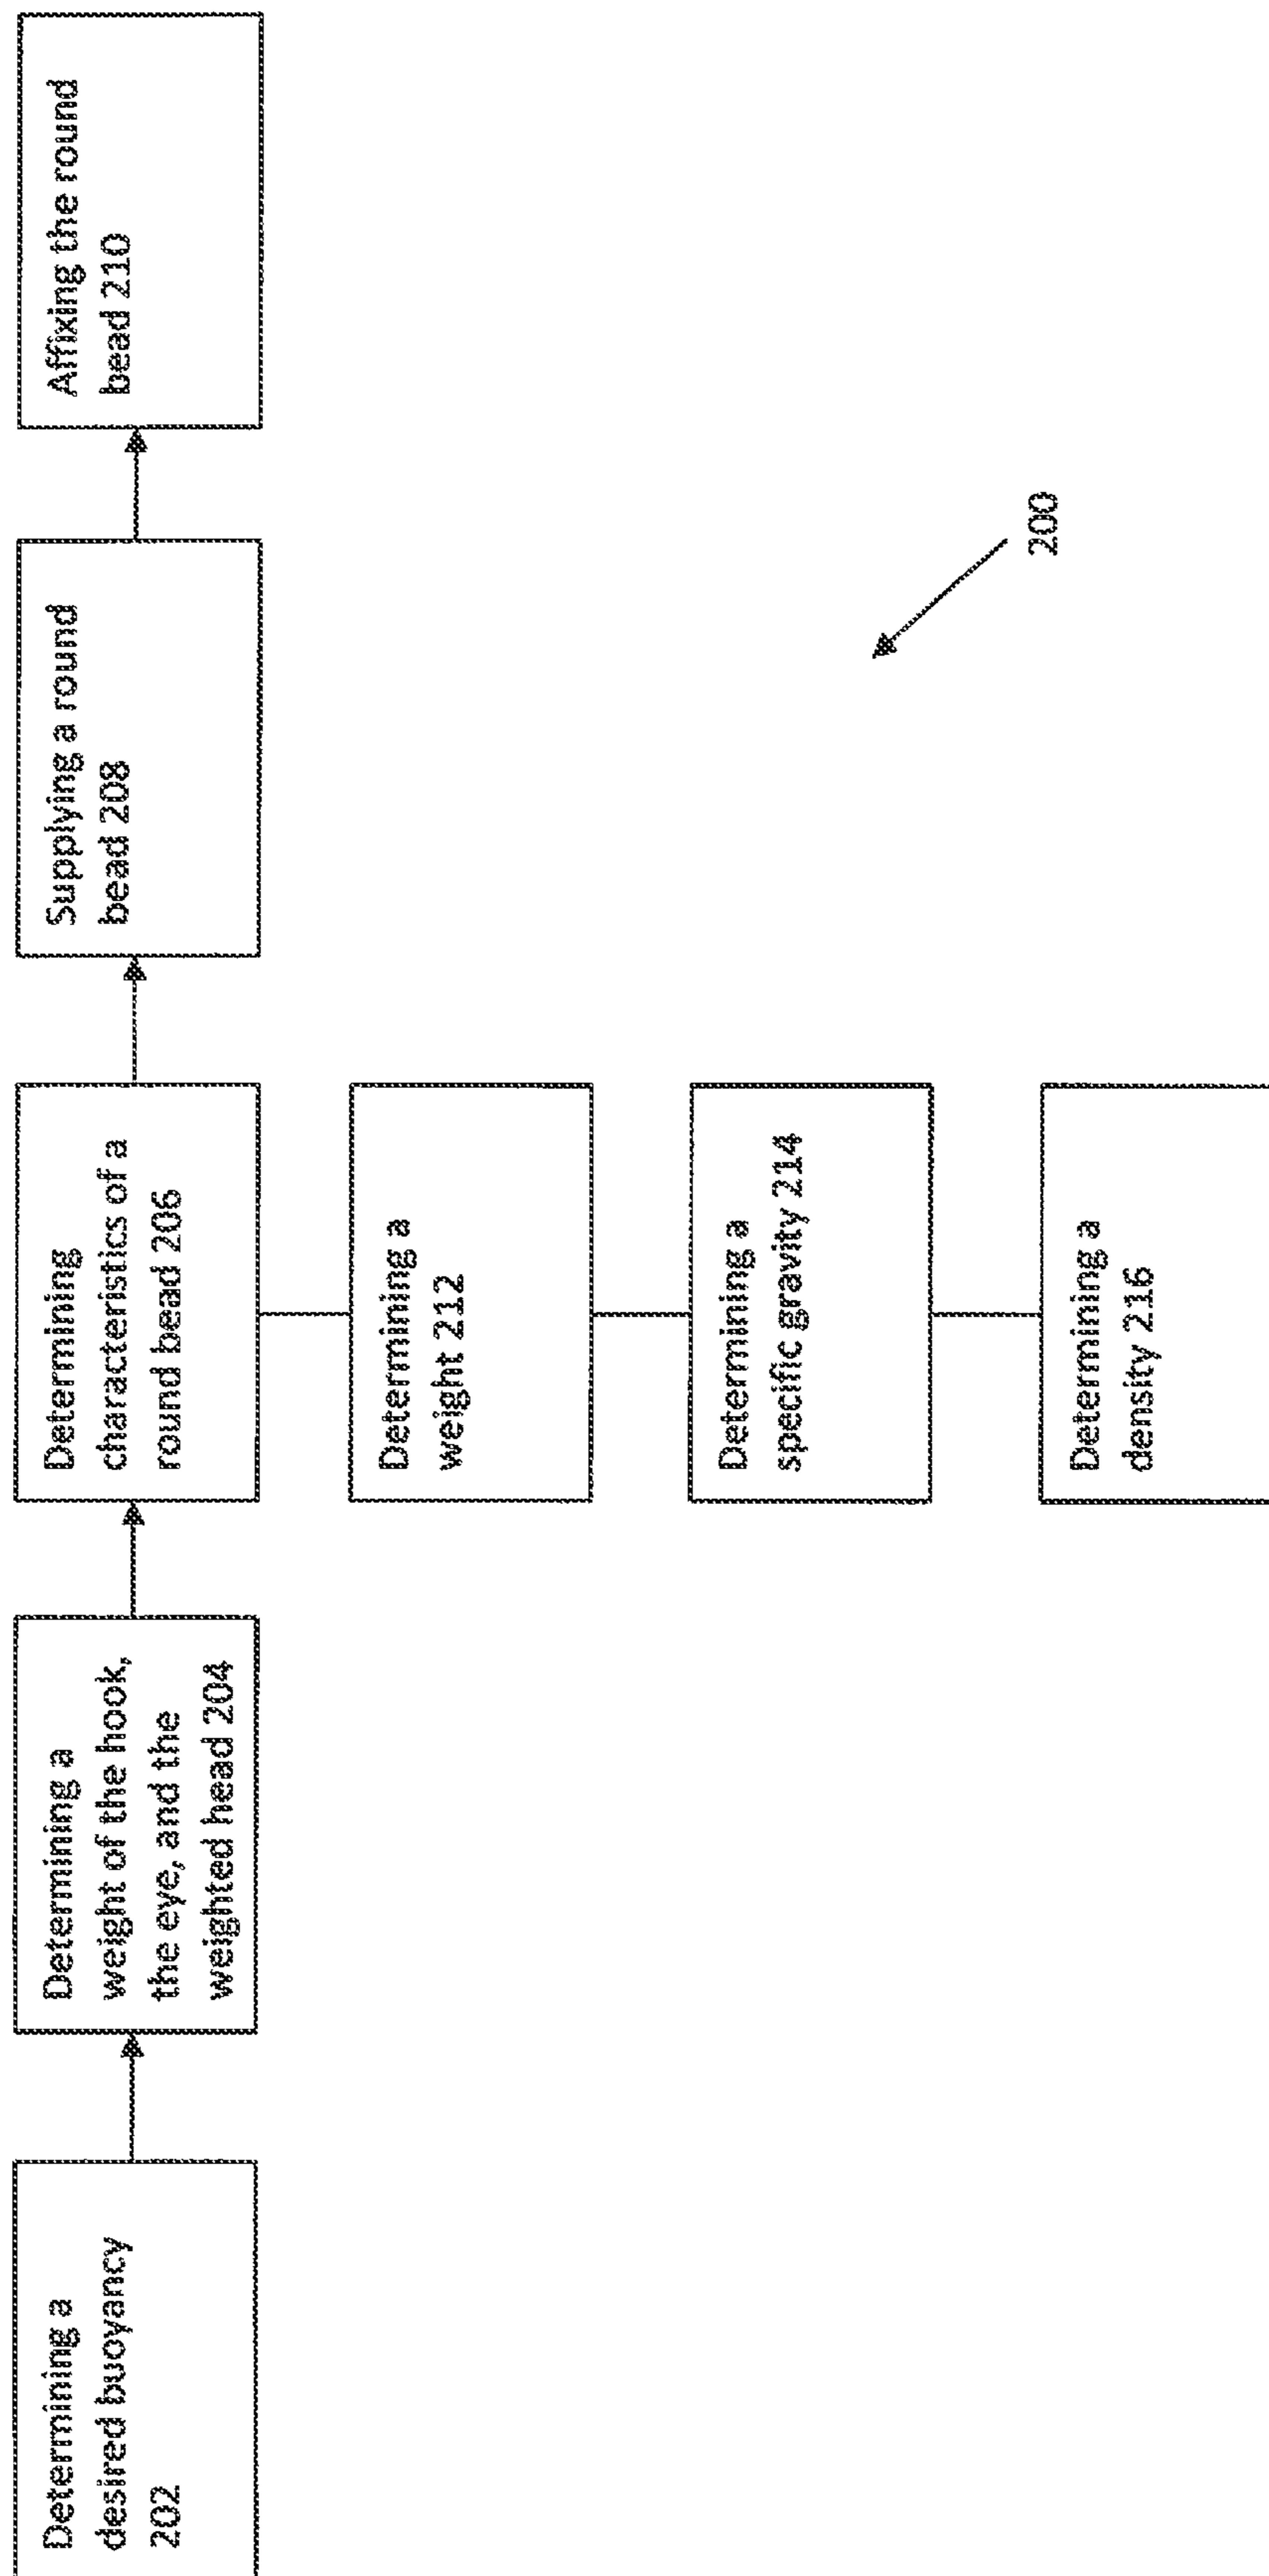 Determining a
desired buoyancy
202
Determining a
weight of the hook,
the eye, and the
weighted head 204
Determining
characteristics of a
round bead 206
Supplying a round
bead 208
Affixing the round
bead 210
Determining a
weight 212
Determining a
specific gravity 214
Determining a
density 216
200